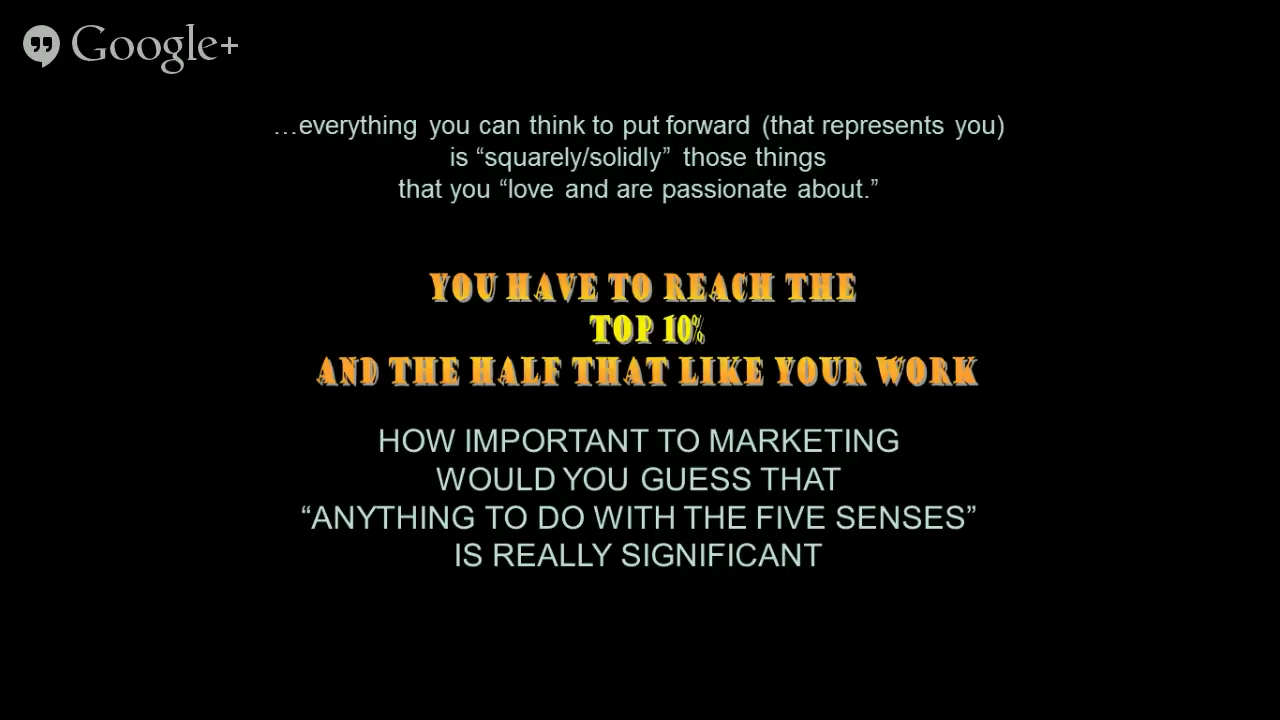 Google+
…everything you can think to put forward (that represents you)
is “squarely/solidly” those things
that you “love and are passionate about.”
YOU HAVE TO REACH THE
TOP 10%
AND THE HALF THAT LIKE YOUR WORK
HOW IMPORTANT TO MARKETING
WOULD YOU GUESS THAT
“ANYTHING TO DO WITH THE FIVE SENSES”
IS REALLY SIGNIFICANT